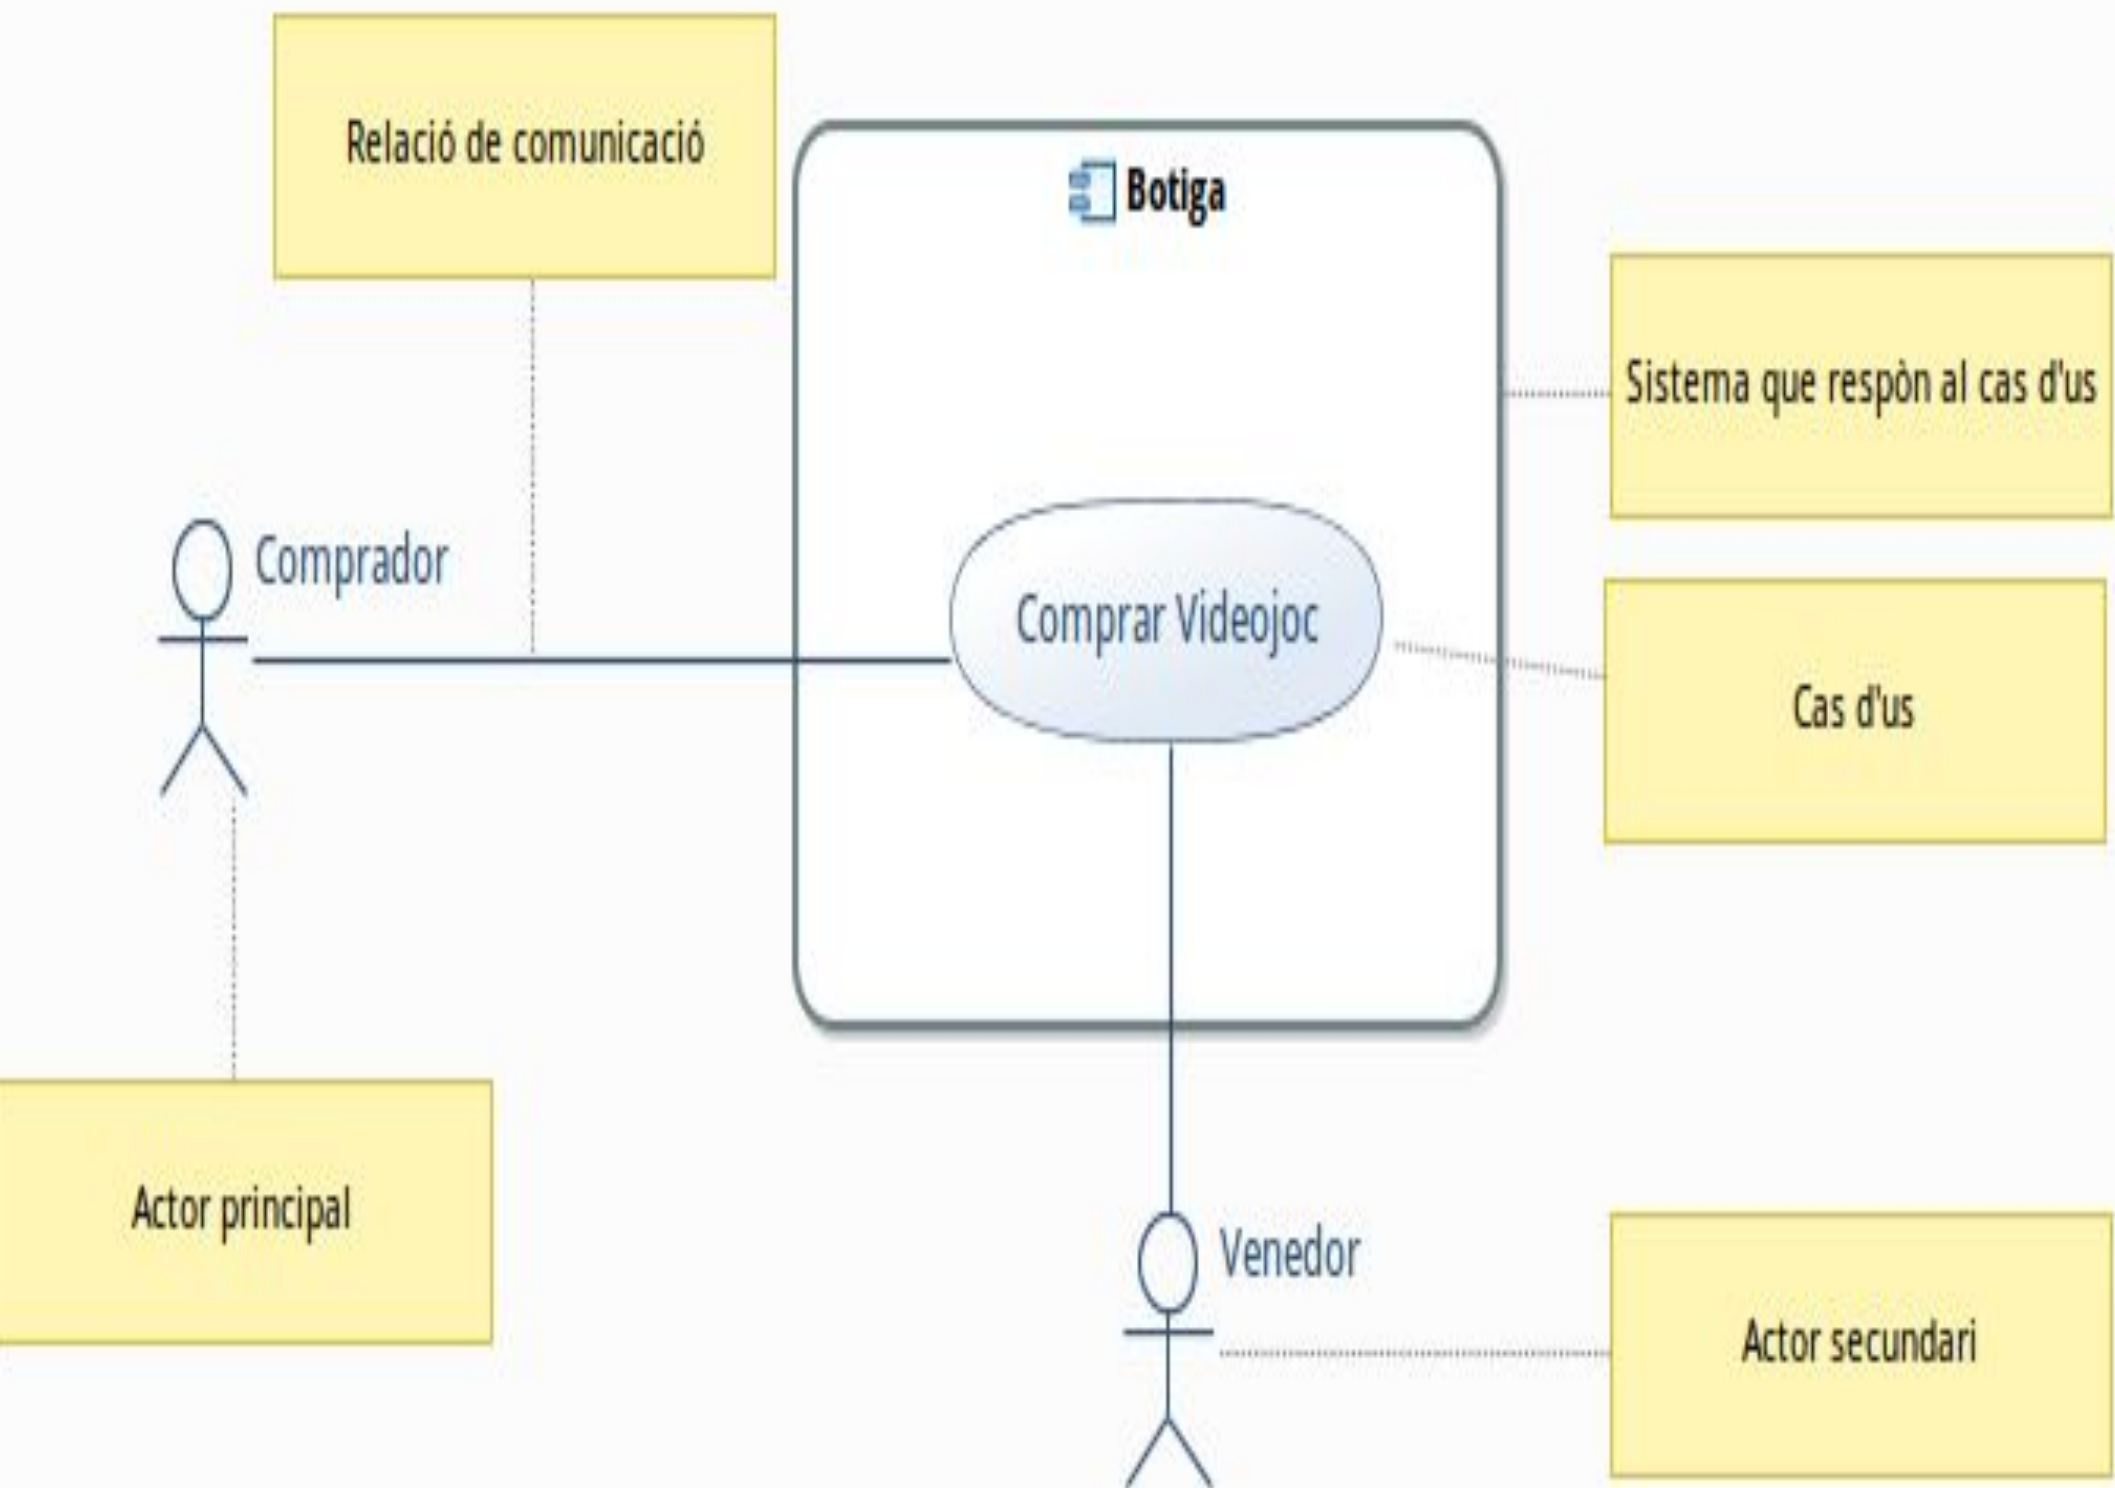 Relació de comunicació
Botiga
Sistema que respòn al cas d'us
Comprador
Comprar Videojoc
Cas d'us
Actor principal
Venedor
Actor secundari